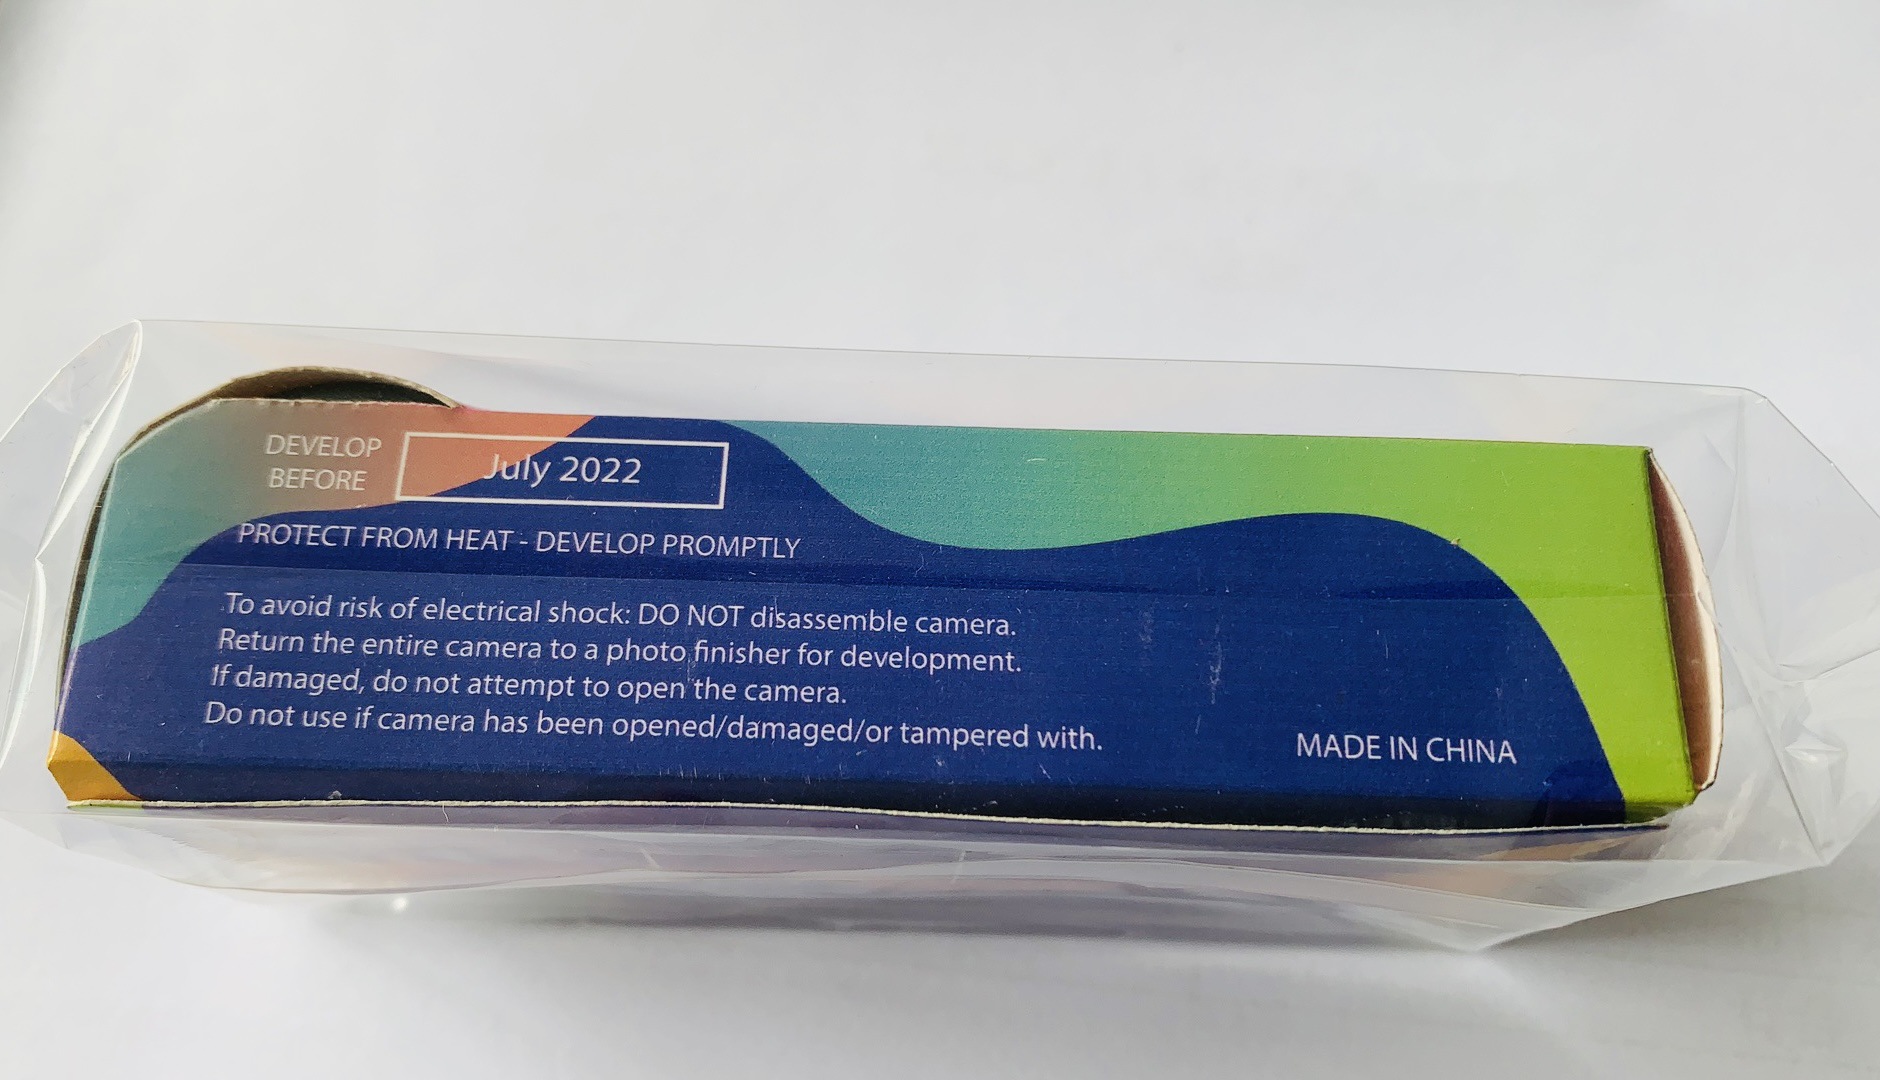 DEVELOP
BEFORE
July 2022
PROTECT FROM HEAT - DEVELOP PROMPTLY
To avoid risk of electrical shock: DO NOT disassemble camera.
Return the entire camera to a photo finisher for development.
If damaged, do not attempt to open the camera.
Do not use if camera has been opened/damaged/or tampered with.
MADE IN CHINA